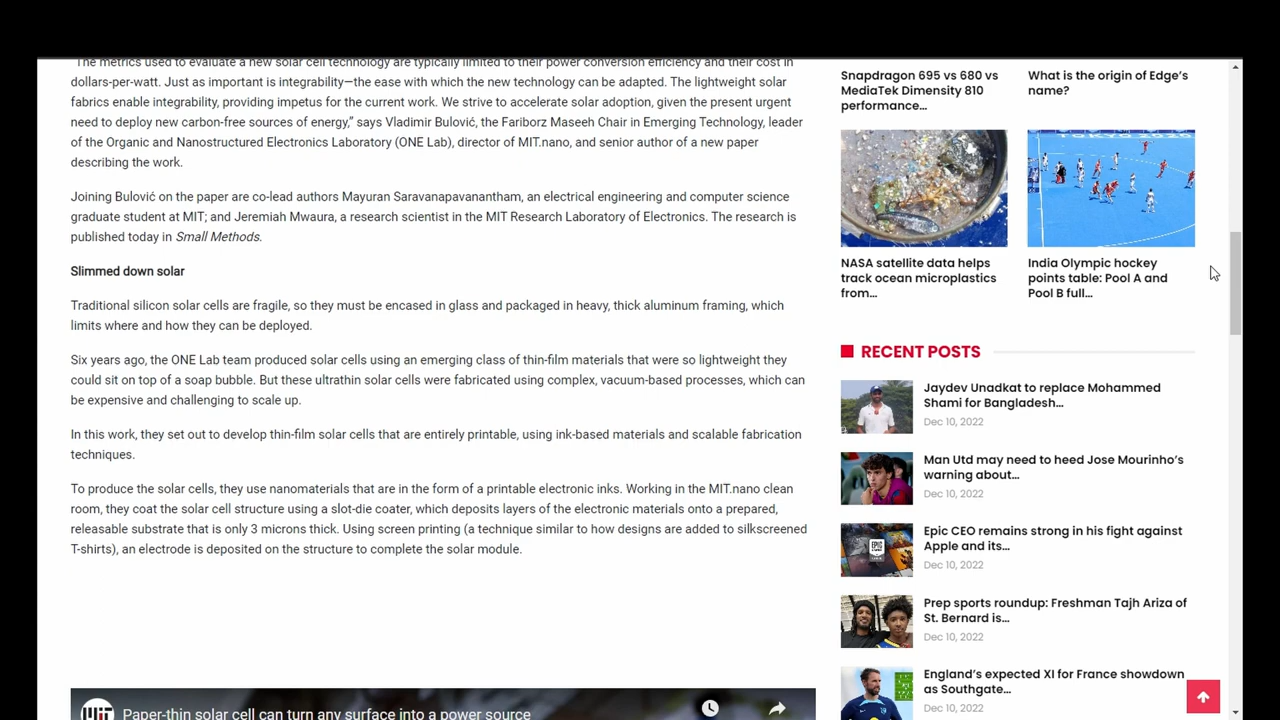 "The metrics used to evaluate a new solar cell technology are typically limited to their power conversion efficiency and their cost in
dollars-per-watt. Just as important is integrability—the ease with which the new technology can be adapted. The lightweight solar
fabrics enable integrability, providing impetus for the current work. We strive to accelerate solar adoption, given the present urgent
need to deploy new carbon-free sources of energy,” says Vladimir Bulović, the Fariborz Maseeh Chair in Emerging Technology, leader
of the Organic and Nanostructured Electronics Laboratory (ONE Lab), director of MIT.nano, and senior author of a new paper
describing the work.
Joining Bulović on the paper are co-lead authors Mayuran Saravanapavanantham, an electrical engineering and computer science
graduate student at MIT; and Jeremiah Mwaura, a research scientist in the MIT Research Laboratory of Electronics. The research is
published today in Small Methods.
Slimmed down solar
Traditional silicon solar cells are fragile, so they must be encased in glass and packaged in heavy, thick aluminum framing, which
limits where and how they can be deployed.
Six years ago, the ONE Lab team produced solar cells using an emerging class of thin-film materials that were so lightweight they
could sit on top of a soap bubble. But these ultrathin solar cells were fabricated using complex, vacuum-based processes, which can
be expensive and challenging to scale up.
In this work, they set out to develop thin-film solar cells that are entirely printable, using ink-based materials and scalable fabrication
techniques.
To produce the solar cells, they use nanomaterials that are in the form of a printable electronic inks. Working in the MIT.nano clean
room, they coat the solar cell structure using a slot-die coater, which deposits layers of the electronic materials onto a prepared,
releasable substrate that is only 3 microns thick. Using screen printing (a technique similar to how designs are added to silkscreened
T-shirts), an electrode is deposited on the structure to complete the solar module.
MIT
Paper-thin solar cell can turn any surface into a power source
Snapdragon 695 vs 680 vs
MediaTek Dimensity 810
performance...
What is the origin of Edge’s
name?
NASA satellite data helps
track ocean microplastics
from...
India Olympic hockey
points table: Pool A and
Pool B full...
RECENT POSTS
Jaydev Unadkat to replace Mohammed
Shami for Bangladesh...
Dec 10, 2022
Man Utd may need to heed Jose Mourinho’s
warning about...
Dec 10, 2022
EPIC
Epic CEO remains strong in his fight against
Apple and its...
Dec 10, 2022
Prep sports roundup: Freshman Tajh Ariza of
St. Bernard is...
Dec 10, 2022
England’s expected XI for France showdown
as Southgate...
Dec 10, 2022